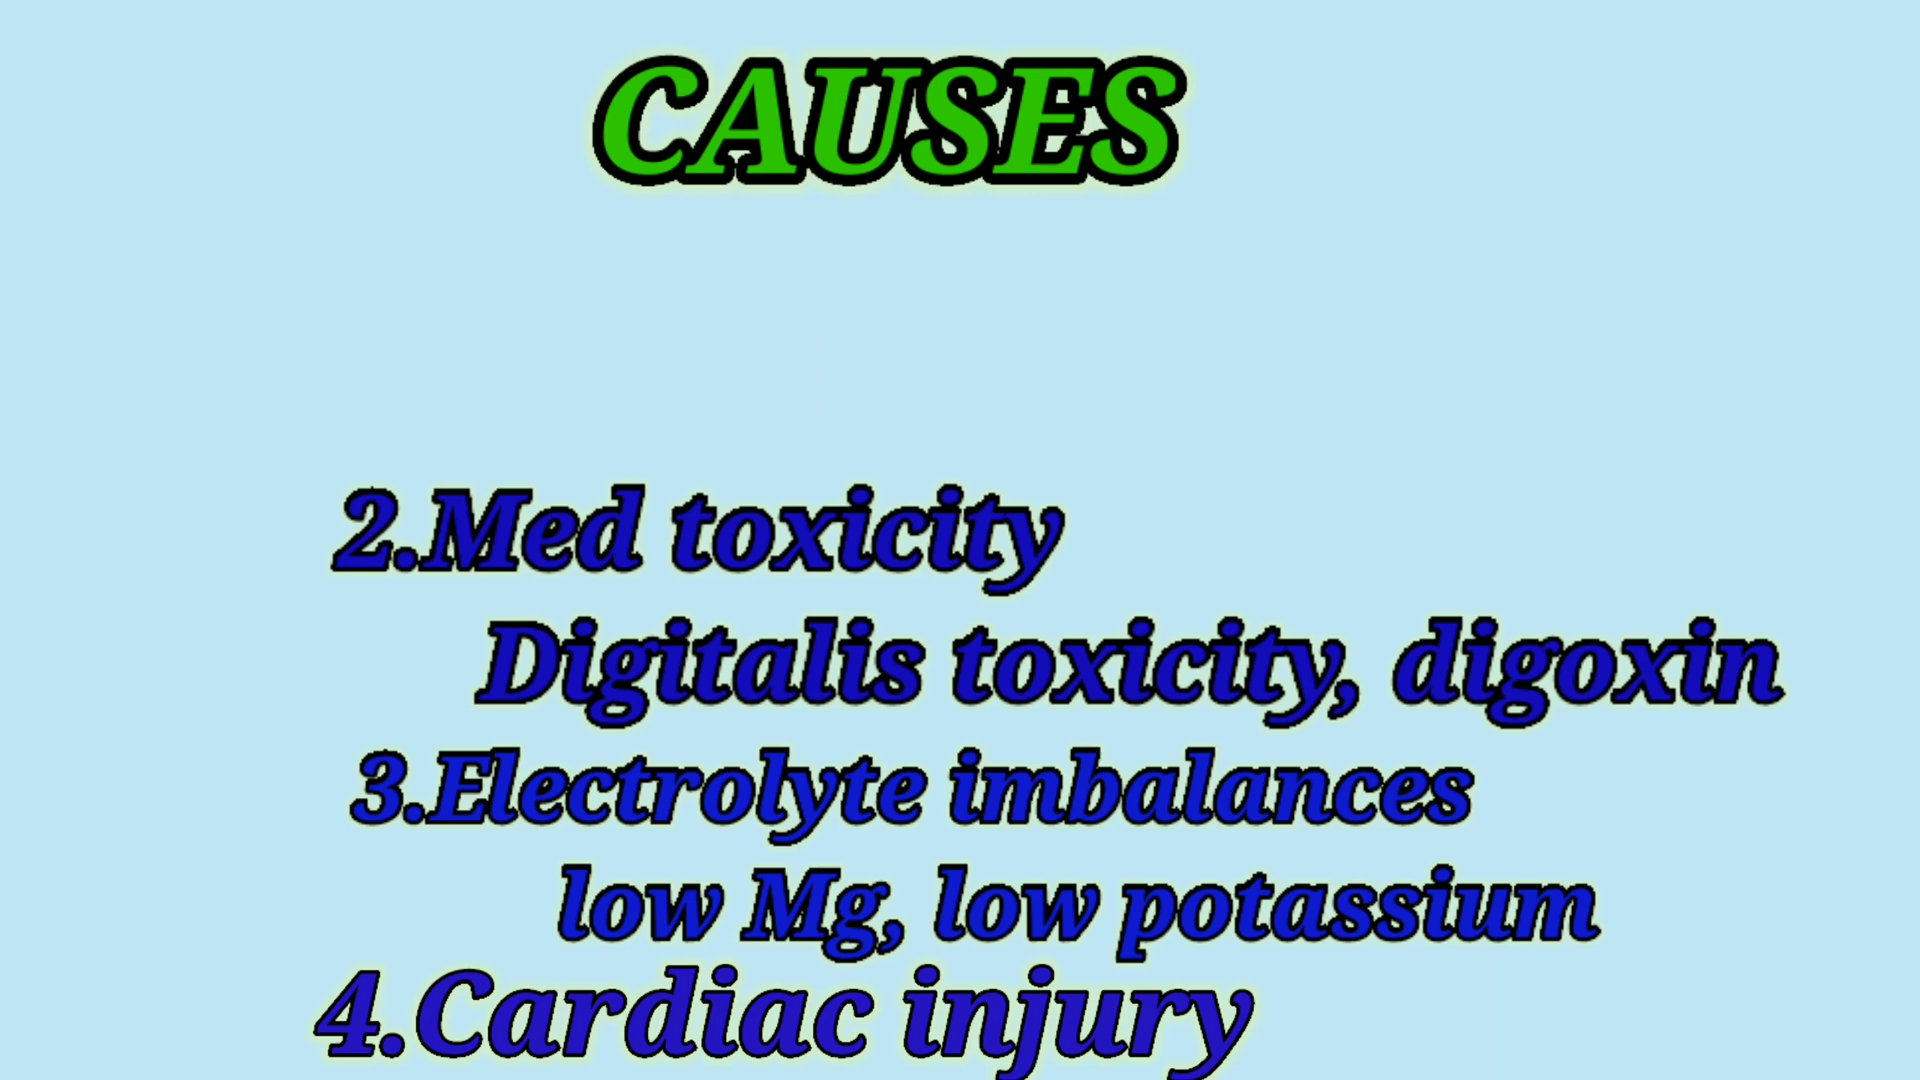 CAUSES
2.Med toxicity
Digitalis toxicity, digoxin
3.Electrolyte imbalances
low Mg, low potassium
4.Cardiac injury